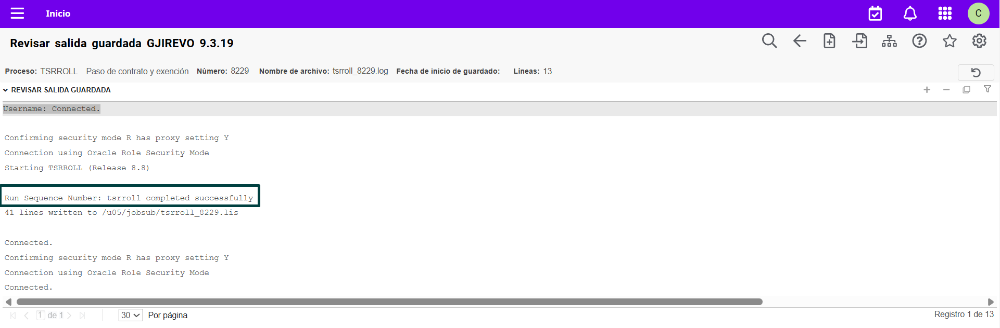 Inicio
C
Revisar salida guardada GJIREVO 9.3.19
Proceso: TSRROLL Paso de contrato y exención Número: 8229 Nombre de archivo: tsrroll_8229.log Fecha de inicio de guardado: Líneas: 13
REVISAR SALIDA GUARDADA
Username: Connected.
Confirming security mode R has proxy setting Y
Connection using Oracle Role Security Mode
Starting TSRROLL (Release 8.8)
Run Sequence Number: tsrroll completed successfully
41 lines written to /u05/jobsub/tsrroll_8229.lis
Connected.
Confirming security mode R has proxy setting Y
Connection using Oracle Role Security Mode
Connected.
1 de 1 30 Por página Registro 1 de 13